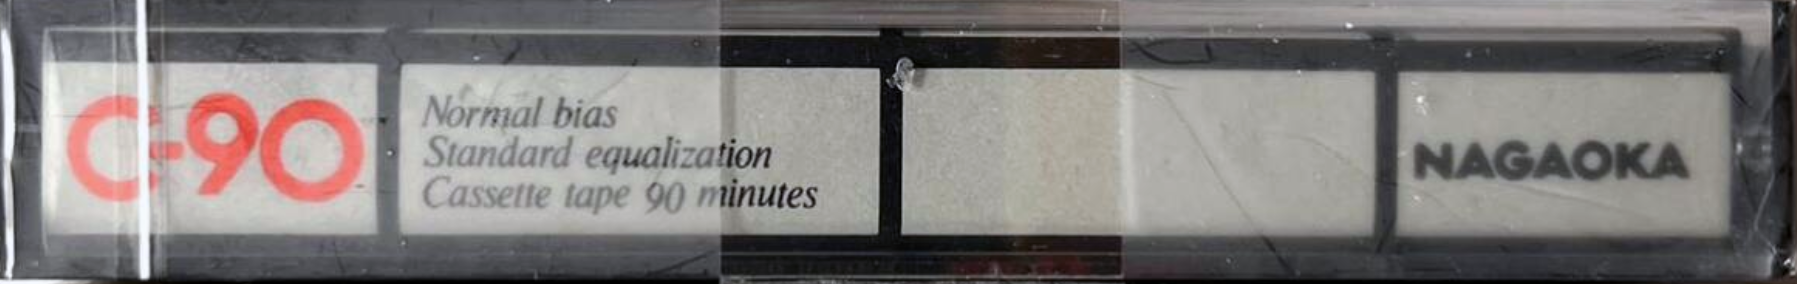 C-90
Normal bias
Standard equalization
Cassette tape 90 minutes
NAGAOKA